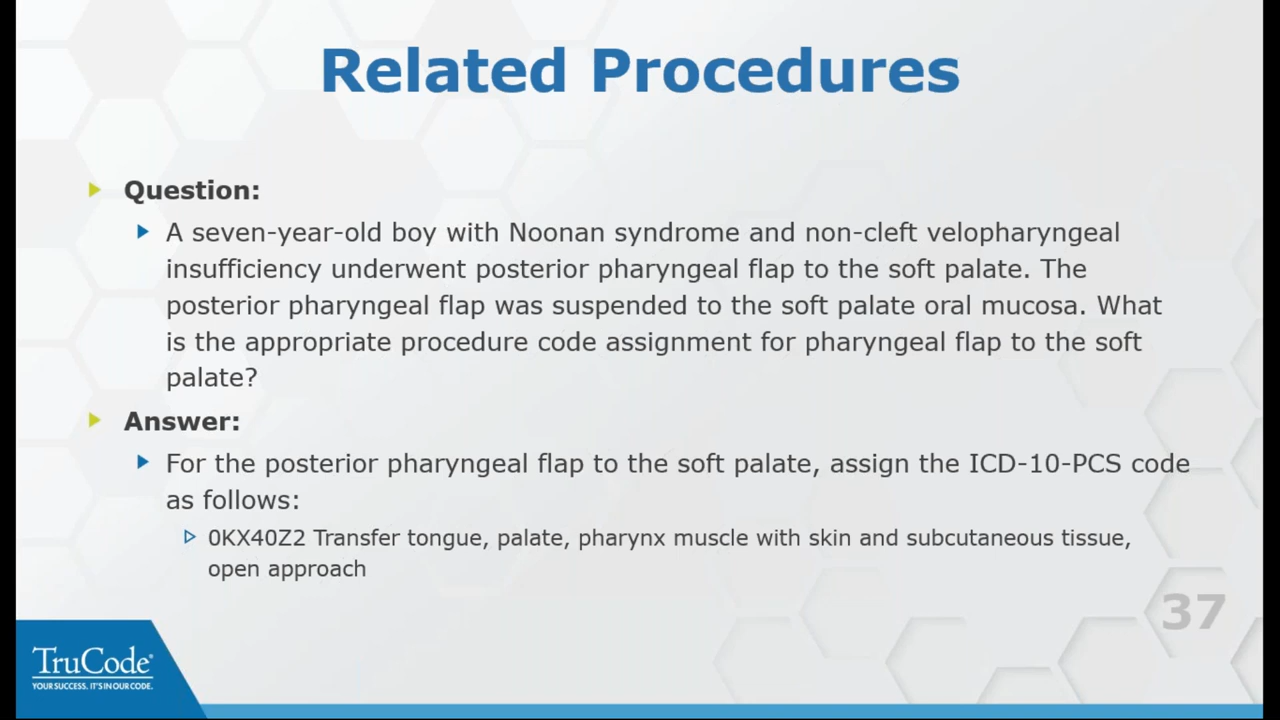 Related Procedures
Question:
A seven-year-old boy with Noonan syndrome and non-cleft velopharyngeal
insufficiency underwent posterior pharyngeal flap to the soft palate. The
posterior pharyngeal flap was suspended to the soft palate oral mucosa. What
is the appropriate procedure code assignment for pharyngeal flap to the soft
palate?
Answer:
For the posterior pharyngeal flap to the soft palate, assign the ICD-10-PCS code
as follows:
0KX40Z2 Transfer tongue, palate, pharynx muscle with skin and subcutaneous tissue,
open approach
37
TruCode®
YOUR SUCCESS. IT'S IN OUR CODE.